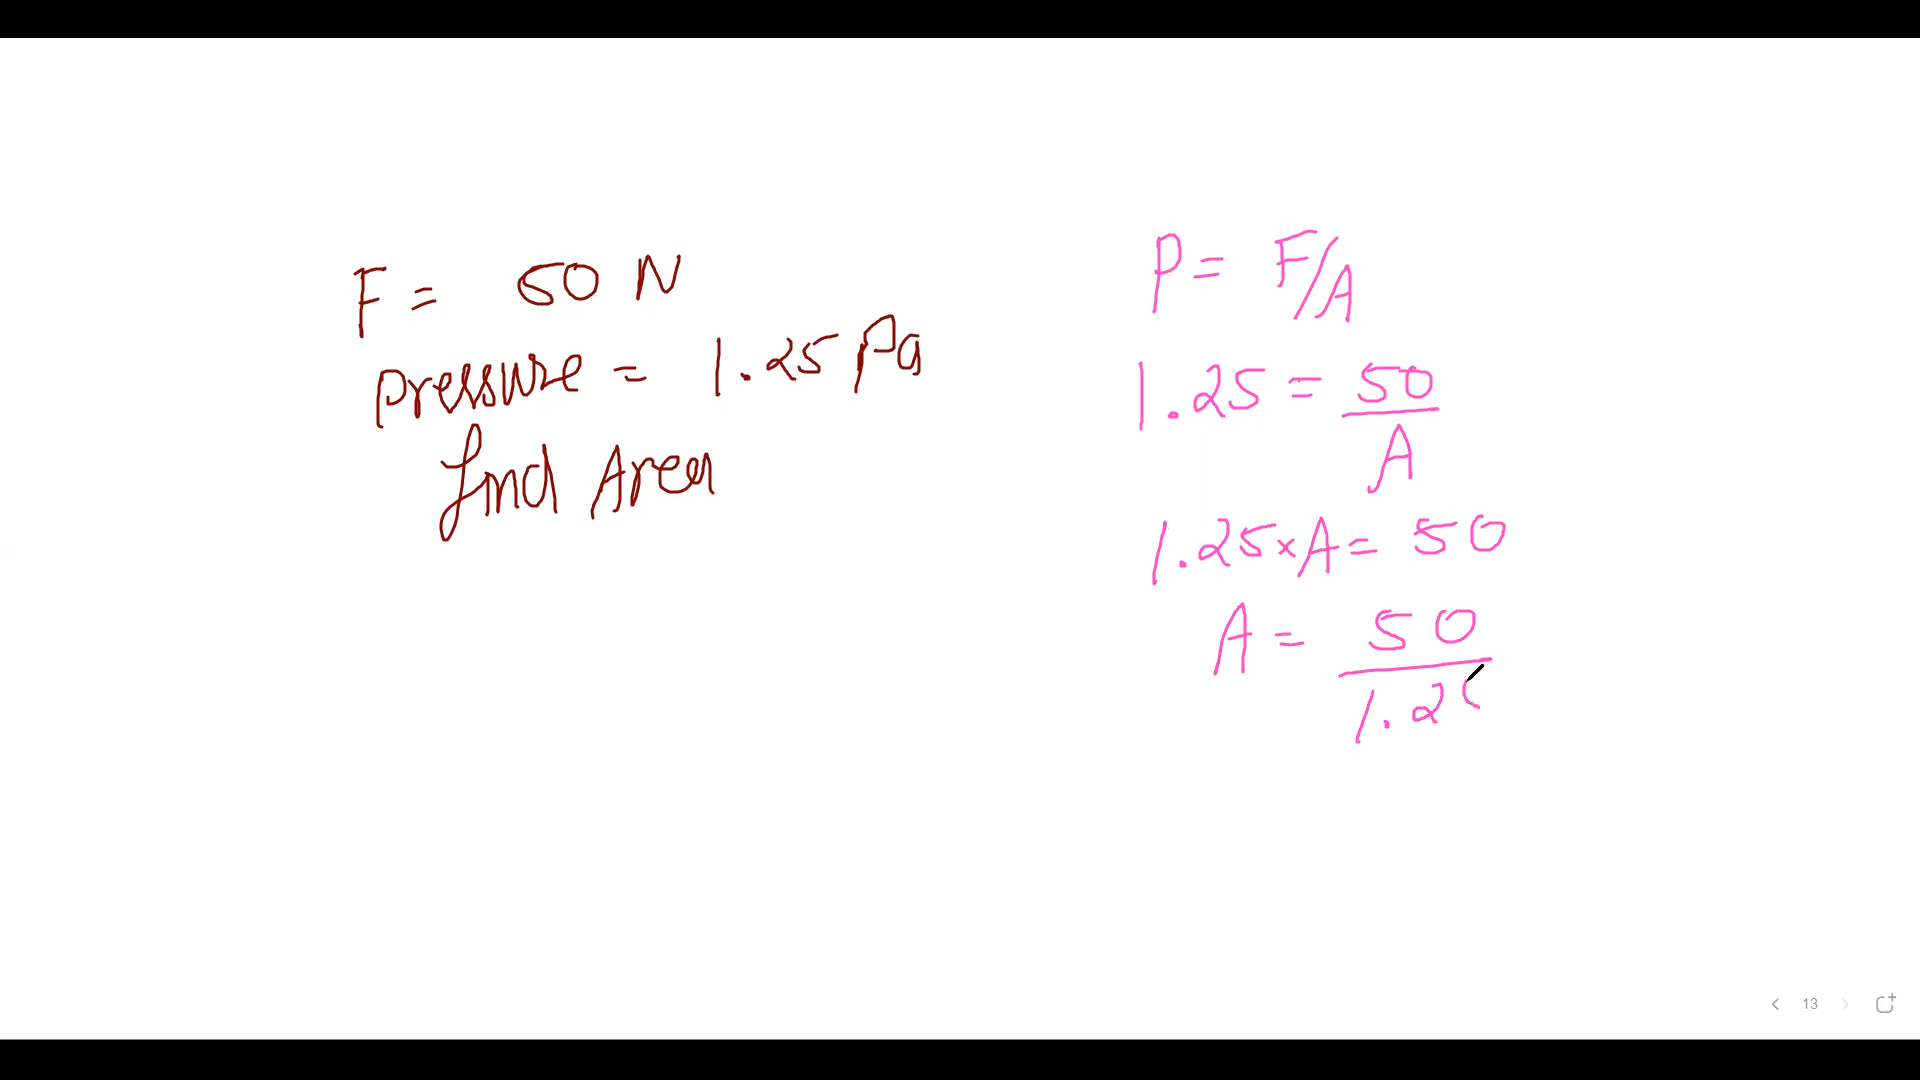 F = 50 N
Pressure = 1.25 Pa
find Area
P = F/A
1.25 = 50/A
1.25 × A = 50
A = 50/1.2
13